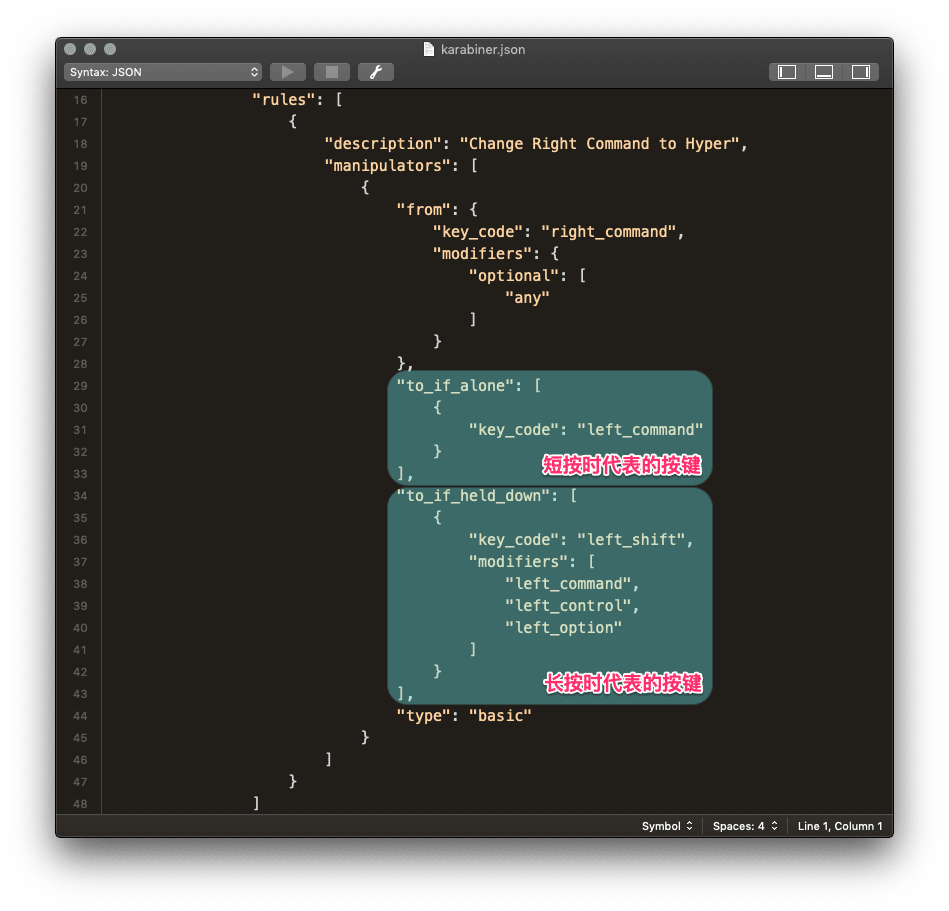 karabiner.json
Syntax: JSON
16 "rules": [
17 {
18 "description": "Change Right Command to Hyper",
19 "manipulators": [
20 {
21 "from": {
22 "key_code": "right_command",
23 "modifiers": {
24 "optional": [
25 "any"
26 ]
27 }
28 },
29 "to_if_alone": [
30 {
31 "key_code": "left_command"
32 }
短按时代表的按键
33 ],
34 "to_if_held_down": [
35 {
36 "key_code": "left_shift",
37 "modifiers": [
38 "left_command",
39 "left_control",
40 "left_option"
41 ]
42 }
长按时代表的按键
43 ],
44 "type": "basic"
45 }
46 ]
47 }
48 ]
Symbol Spaces: 4 Line 1, Column 1